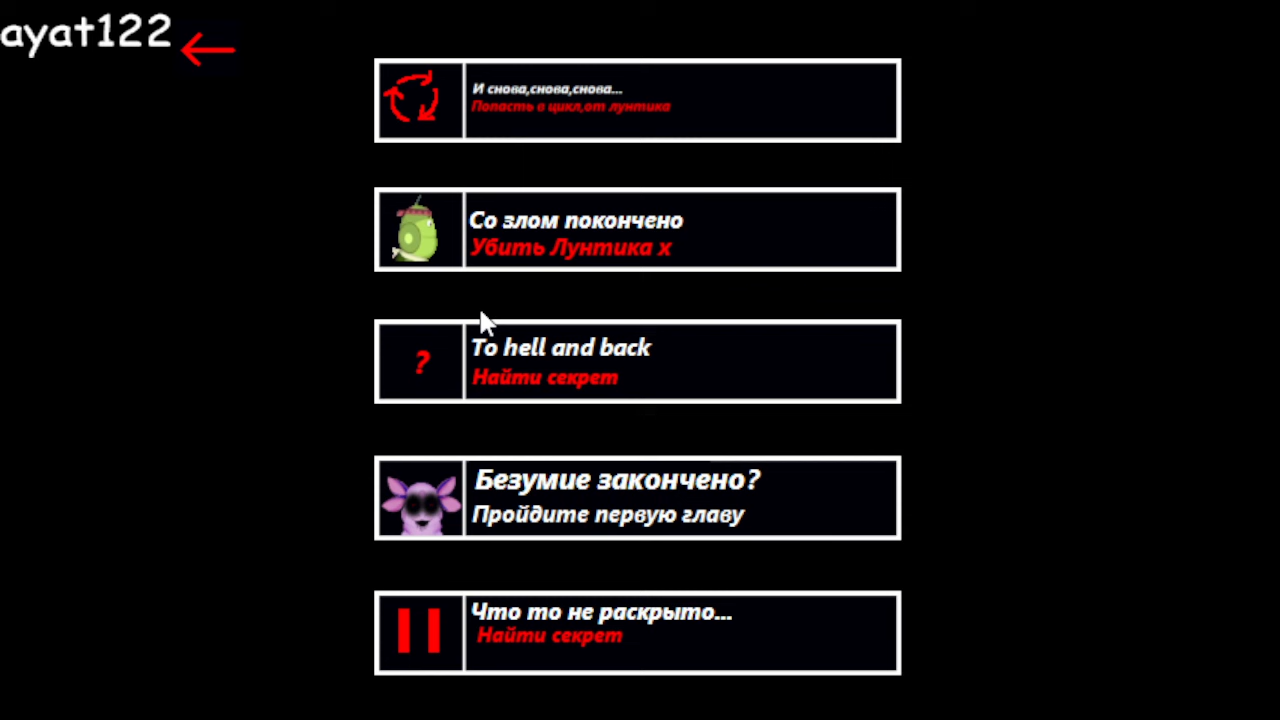 ayat122
И снова,снова,снова...
Попасть в цикл,от лунтика
Со злом покончено
Убить Лунтика x
?
To hell and back
Найти секрет
Безумие закончено?
Пройдите первую главу
Что то не раскрыто...
Найти секрет